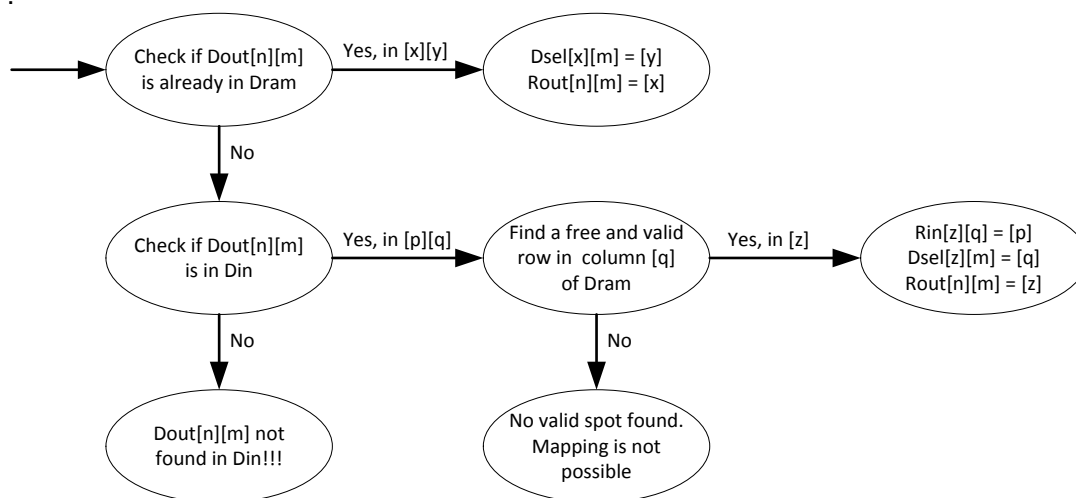 .
Check if Dout[n][m]
is already in Dram
Yes, in [x][y]
Dsel[x][m] = [y]
Rout[n][m] = [x]
No
Check if Dout[n][m]
is in Din
Yes, in [p][q]
Find a free and valid
row in column [q]
of Dram
Yes, in [z]
Rin[z][q] = [p]
Dsel[z][m] = [q]
Rout[n][m] = [z]
No
No
Dout[n][m] not
found in Din!!!
No valid spot found.
Mapping is not
possible